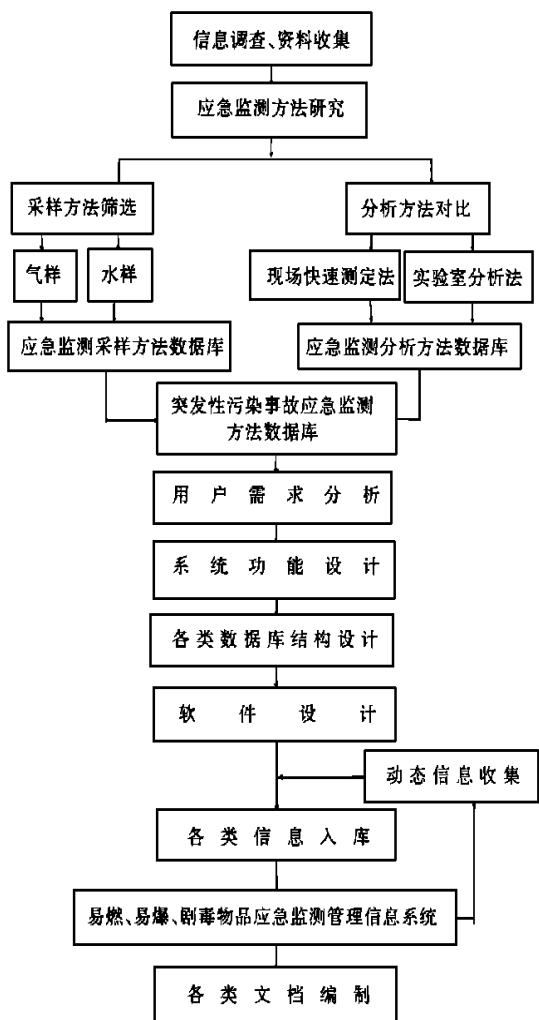 信息调查、资料收集
应急监测方法研究
采样方法筛选
分析方法对比
气样
水样
现场快速测定法
实验室分析法
应急监测采样方法数据库
应急监测分析方法数据库
突发性污染事故应急监测
方法数据库
用户需求分析
系统功能设计
各类数据库结构设计
软件设计
动态信息收集
各类信息入库
易燃、易爆、剧毒物品应急监测管理信息系统
各类文档编制